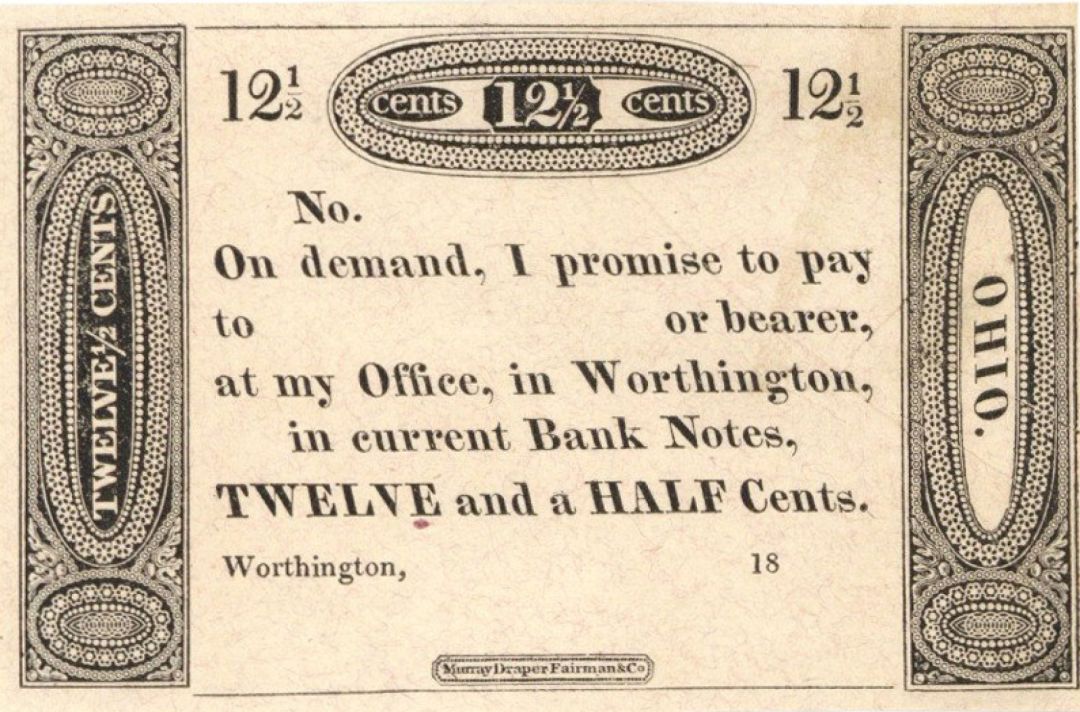 12½ cents 12½ cents 12½
TWELVE ½ CENTS
No.
On demand, I promise to pay
to or bearer,
at my Office, in Worthington,
in current Bank Notes,
TWELVE and a HALF Cents.
Worthington, 18
Murray Draper Fairman & Co
OHIO.